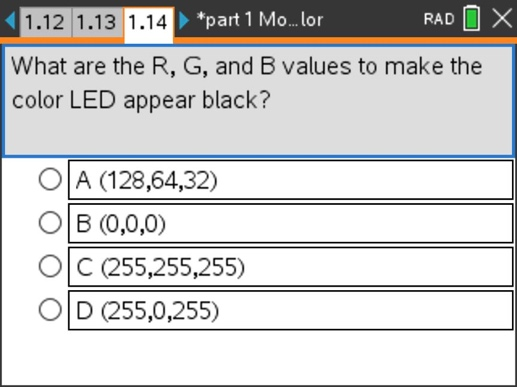 1.12 1.13 1.14 *part 1 Mo...lor RAD
What are the R, G, and B values to make the
color LED appear black?
A (128,64,32)
B (0,0,0)
C (255,255,255)
D (255,0,255)